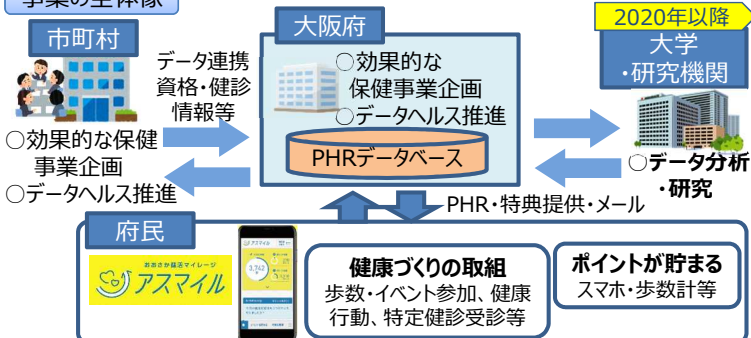 事業の全体像
2020年以降
市町村
大阪府
大学
・研究機関
データ連携
資格・健診
情報等
○効果的な
保健事業企画
○データヘルス推進
PHRデータベース
○効果的な保健
事業企画
○データヘルス推進
○データ分析
・研究
PHR・特典提供・メール
府民
おおさか健活マイレージ
アスマイル
3,742
健康づくりの取組
歩数・イベント参加、健康
行動、特定健診受診等
ポイントが貯まる
スマホ・歩数計等